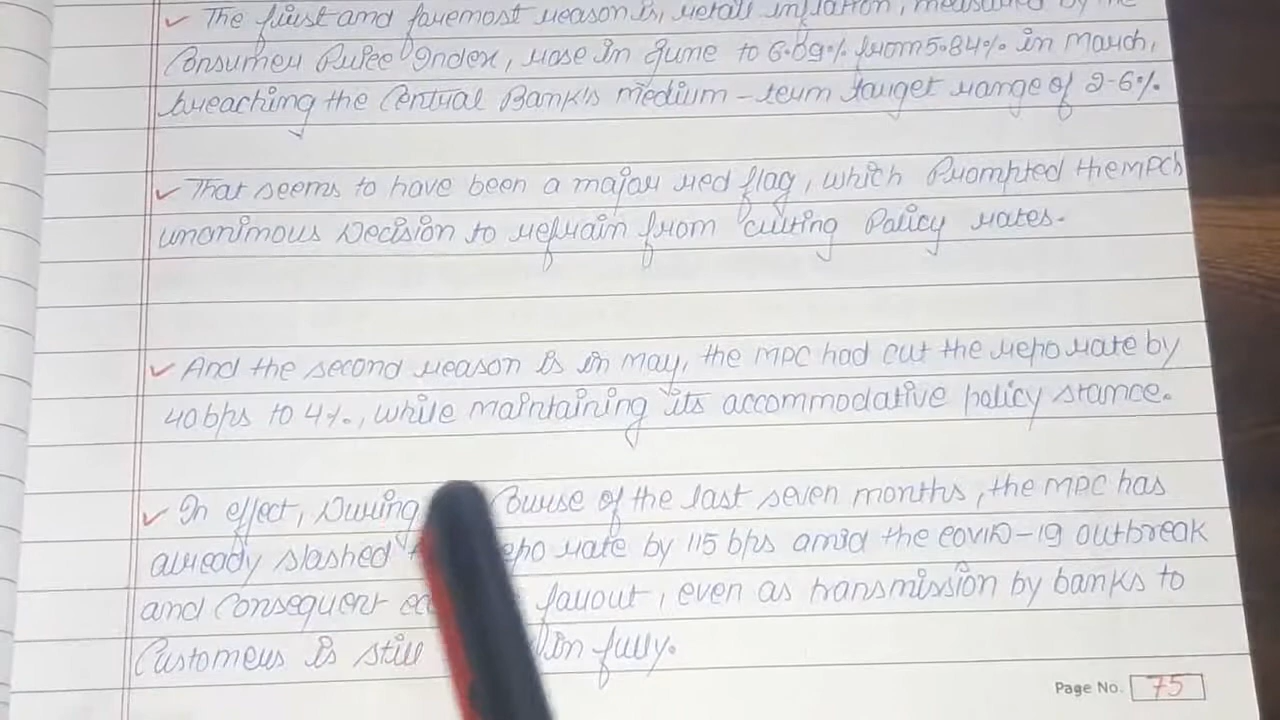 ✓ The first and foremost reason is, retail inflation, measured by the
Consumer Price Index, rose in June to 6.09% from 5.84% in March,
breaching the Central Bank's medium-term target range of 2-6%.
✓ That seems to have been a major red flag, which Prompted the MPC's
unonimous Decision to refrain from cutting Policy rates.
✓ And the second reason is in may, the MPC had cut the repo rate by
40 bps to 4%, while maintaining its accommodative policy stance.
✓ In effect, During Course of the last seven months, the MPC has
already slashed repo rate by 115 bps amid the covid-19 outbreak
and Consequent fallout, even as transmission by banks to
Customers is still in fully.
Page No. 75